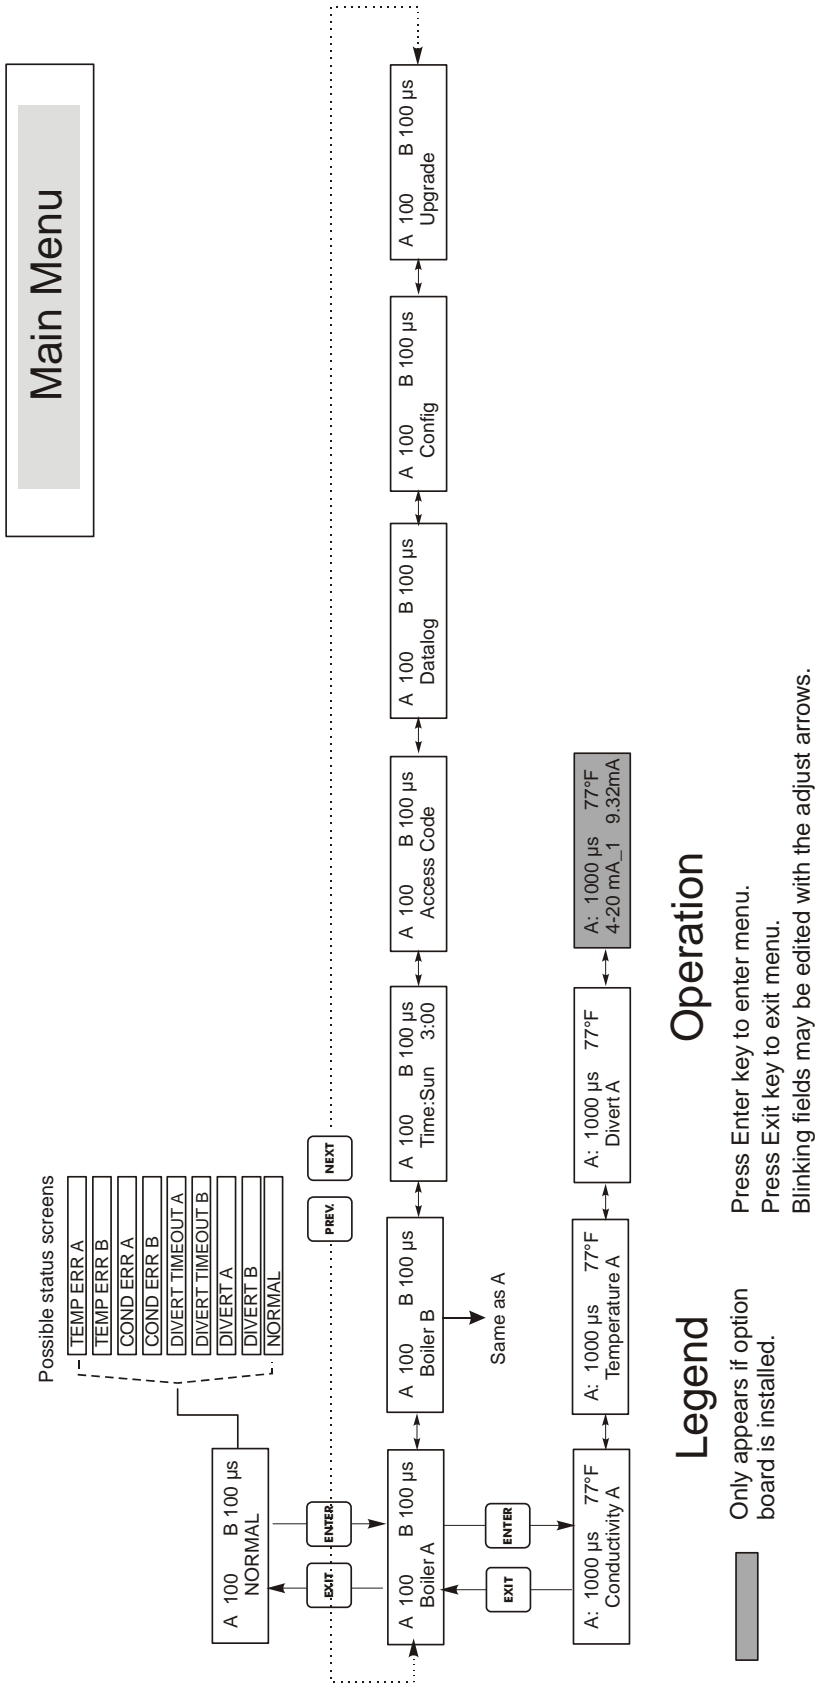 Main Menu
Possible status screens
TEMP ERR A
TEMP ERR B
COND ERR A
COND ERR B
DIVERT TIMEOUT A
DIVERT TIMEOUT B
DIVERT A
DIVERT B
NORMAL
A 100 B 100 µs
NORMAL
EXIT
ENTER
PREV.
NEXT
A 100 B 100 µs
Boiler A
A 100 B 100 µs
Boiler B
A 100 B 100 µs
Time:Sun 3:00
A 100 B 100 µs
Access Code
A 100 B 100 µs
Datalog
A 100 B 100 µs
Config
A 100 B 100 µs
Upgrade
EXIT
ENTER
Same as A
A: 1000 µs 77°F
Conductivity A
A: 1000 µs 77°F
Temperature A
A: 1000 µs 77°F
Divert A
A: 1000 µs 77°F
4-20 mA_1 9.32mA
Legend
Only appears if option
board is installed.
Operation
Press Enter key to enter menu.
Press Exit key to exit menu.
Blinking fields may be edited with the adjust arrows.